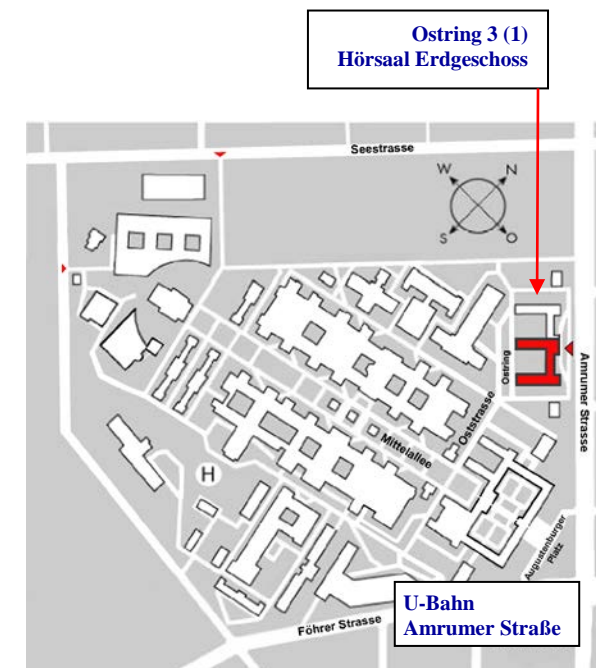 Ostring 3 (1)
Hörsaal Erdgeschoss
Seestrasse
W
N
S
O
Ostring
Amrumer Strasse
Oststrasse
Mittelallee
H
Augustenburger
Platz
U-Bahn
Amrumer Straße
Föhrer Strasse